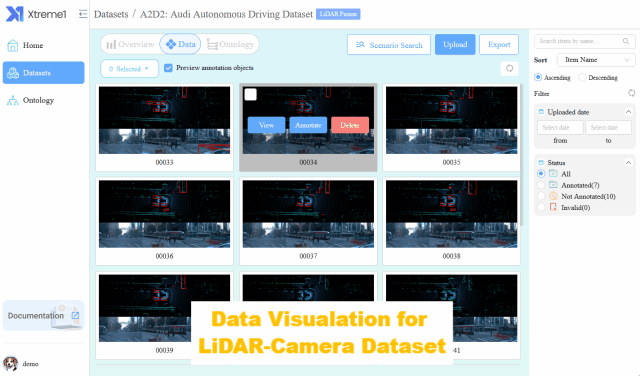 Xtreme1
Datasets / A2D2: Audi Autonomous Driving Dataset LiDAR Fusion
Home
Datasets
Ontology
Documentation
demo
Overview
Data
Ontology
Scenario Search
Upload
Export
0 Selected
Preview annotation objects
View
Annotate
Delete
00033
00034
00035
00036
00037
00038
00039
Data Visualation for
LiDAR-Camera Dataset
Search items by name...
Sort
Item Name
Ascending
Descending
Filter
Uploaded date
Select date
Select date
from
to
Status
All
Annotated(7)
Not Annotated(10)
Invalid(0)